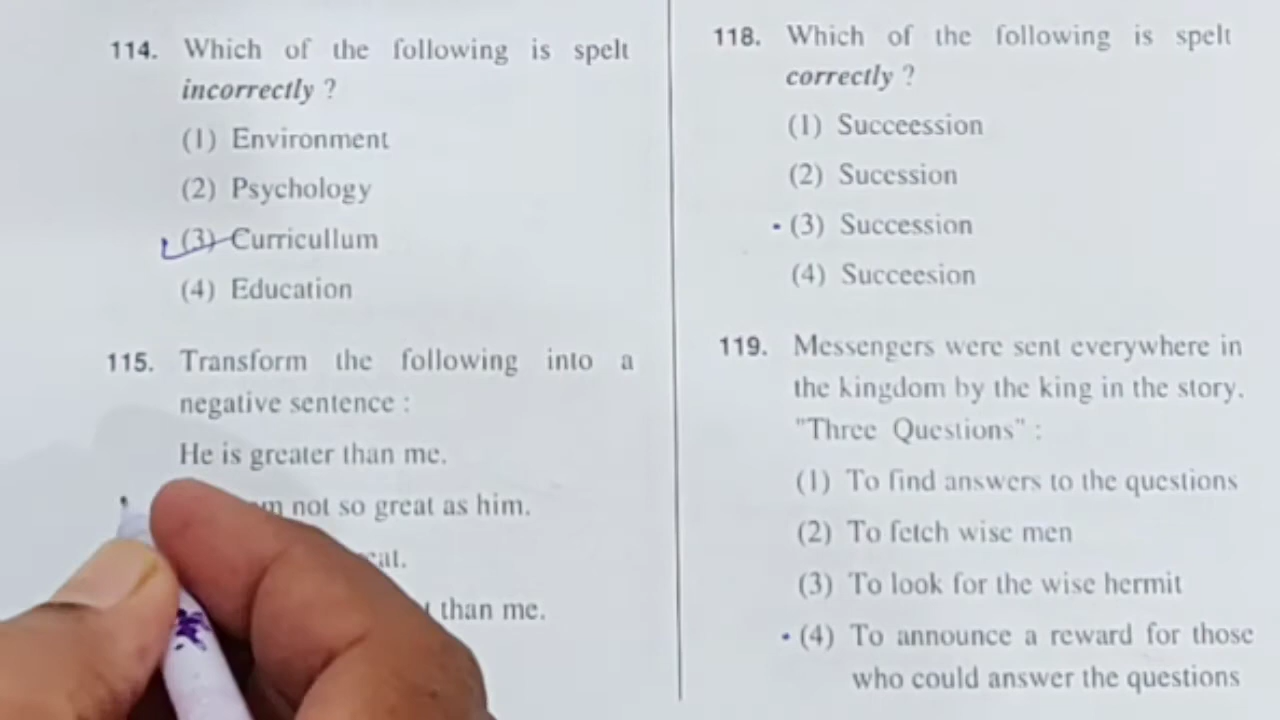 114. Which of the following is spelt
incorrectly ?
(1) Environment
(2) Psychology
(3) Curricullum
(4) Education
115. Transform the following into a
negative sentence :
He is greater than me.
not so great as him.
than me.
118. Which of the following is spelt
correctly ?
(1) Succeession
(2) Sucession
(3) Succession
(4) Succeesion
119. Messengers were sent everywhere in
the kingdom by the king in the story.
"Three Questions" :
(1) To find answers to the questions
(2) To fetch wise men
(3) To look for the wise hermit
(4) To announce a reward for those
who could answer the questions